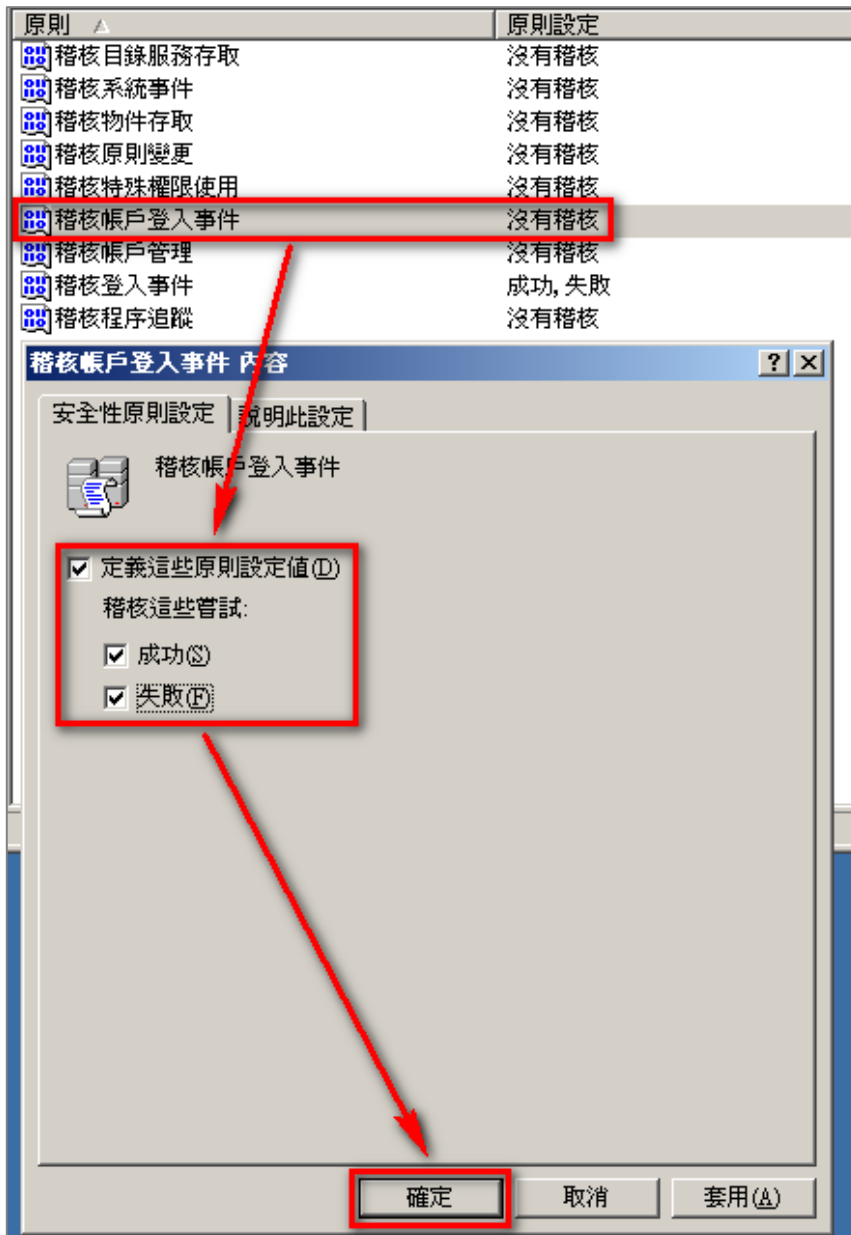 原則 原則設定
稽核目錄服務存取 沒有稽核
稽核系統事件 沒有稽核
稽核物件存取 沒有稽核
稽核原則變更 沒有稽核
稽核特殊權限使用 沒有稽核
稽核帳戶登入事件 沒有稽核
稽核帳戶管理 沒有稽核
稽核登入事件 成功, 失敗
稽核程序追蹤 沒有稽核
稽核帳戶登入事件 內容
安全性原則設定 說明此設定
稽核帳戶登入事件
定義這些原則設定值(D)
稽核這些嘗試:
成功(S)
失敗(F)
確定 取消 套用(A)